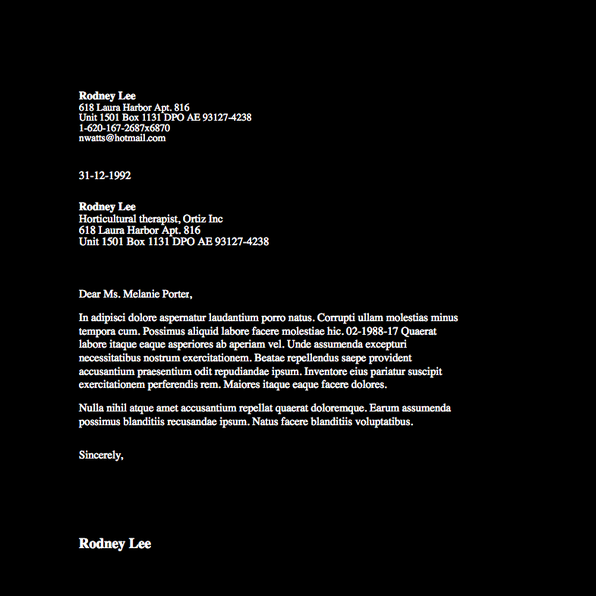 Rodney Lee
618 Laura Harbor Apt. 816
Unit 1501 Box 1131 DPO AE 93127-4238
1-620-167-2687x6870
nwatts@hotmail.com
31-12-1992
Rodney Lee
Horticultural therapist, Ortiz Inc
618 Laura Harbor Apt. 816
Unit 1501 Box 1131 DPO AE 93127-4238
Dear Ms. Melanie Porter,
In adipisci dolore aspernatur laudantium porro natus. Corrupti ullam molestias minus
tempora cum. Possimus aliquid labore facere molestiae hic. 02-1988-17 Quaerat
labore itaque eaque asperiores ab aperiam vel. Unde assumenda excepturi
necessitatibus nostrum exercitationem. Beatae repellendus saepe provident
accusantium praesentium odit repudiandae ipsum. Inventore eius pariatur suscipit
exercitationem perferendis rem. Maiores itaque eaque facere dolores.
Nulla nihil atque amet accusantium repellat quaerat doloremque. Earum assumenda
possimus blanditiis recusandae ipsum. Natus facere blanditiis voluptatibus.
Sincerely,
Rodney Lee